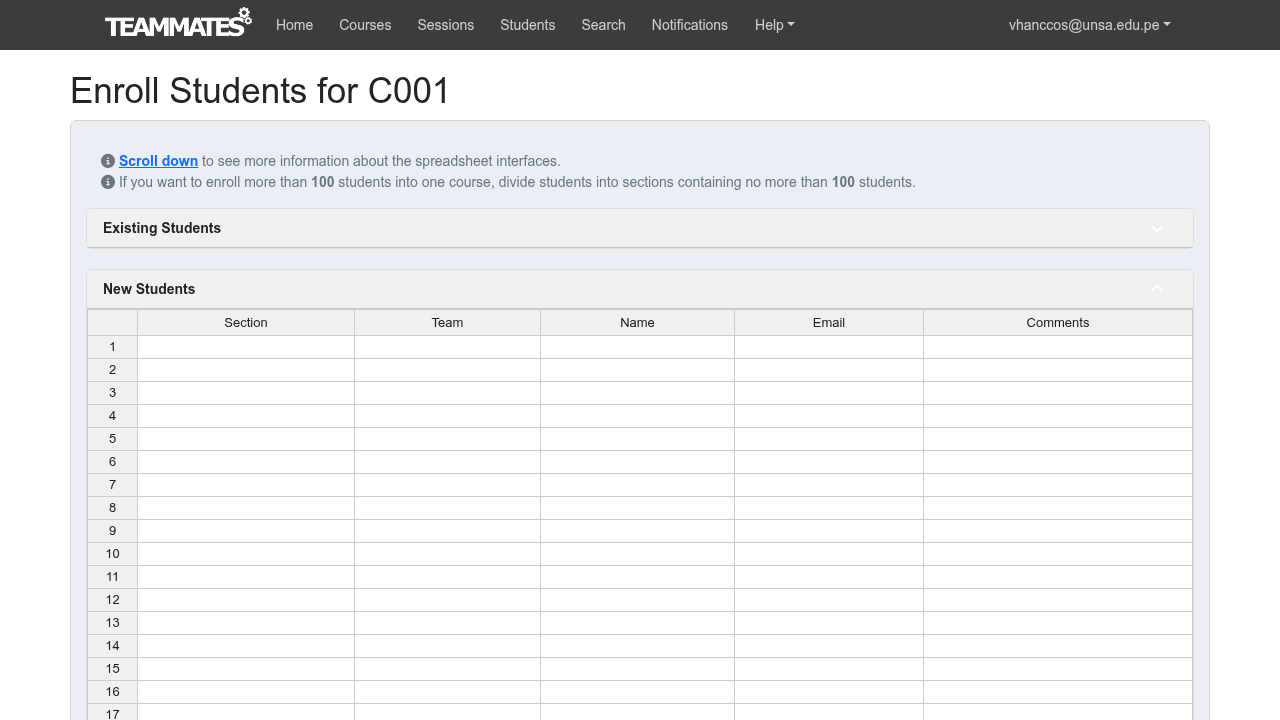 TEAMMATES Home Courses Sessions Students Search Notifications Help vhanccos@unsa.edu.pe
Enroll Students for C001
Scroll down to see more information about the spreadsheet interfaces.
If you want to enroll more than 100 students into one course, divide students into sections containing no more than 100 students.
Existing Students
New Students
Section Team Name Email Comments
1
2
3
4
5
6
7
8
9
10
11
12
13
14
15
16
17